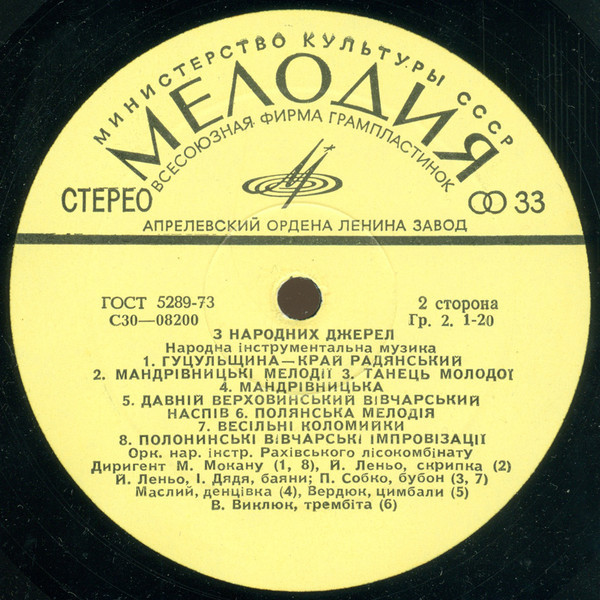 МИНИСТЕРСТВО КУЛЬТУРЫ СССР
МЕЛОДИЯ
ВСЕСОЮЗНАЯ ФИРМА ГРАМПЛАСТИНОК
СТЕРЕО
33
АПРЕЛЕВСКИЙ ОРДЕНА ЛЕНИНА ЗАВОД
ГОСТ 5289-73
2 сторона
С30—08200
Гр. 2. 1-20
З НАРОДНИХ ДЖЕРЕЛ
Народна інструментальна музика
1. ГУЦУЛЬЩИНА—КРАЙ РАДЯНСЬКИЙ
2. МАНДРІВНИЦЬКІ МЕЛОДІЇ 3. ТАНЕЦЬ МОЛОДОЇ
4. МАНДРІВНИЦЬКА
5. ДАВНІЙ ВЕРХОВИНСЬКИЙ ВІВЧАРСЬКИЙ
НАСПІВ 6. ПОЛЯНСЬКА МЕЛОДІЯ
7. ВЕСІЛЬНІ КОЛОМИЙКИ
8. ПОЛОНИНСЬКІ ВІВЧАРСЬКІ ІМПРОВІЗАЦІЇ
Орк. нар. інстр. Рахівського лісокомбінату
Диригент М. Мокану (1, 8), Й. Леньо, скрипка (2)
Й. Леньо, І. Дядя, баяни; П. Собко, бубон (3, 7)
Маслий, денцівка (4), Вердюк, цимбали (5)
В. Виклюк, трембіта (6)